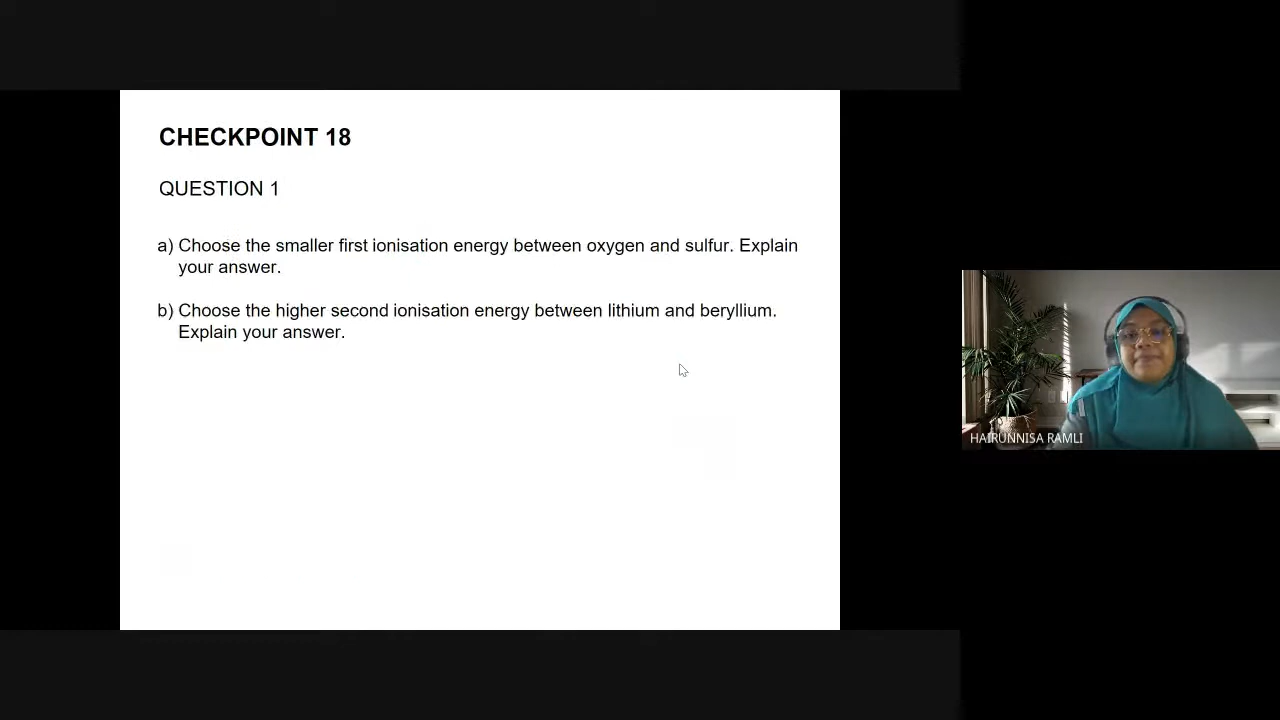 CHECKPOINT 18
QUESTION 1
a) Choose the smaller first ionisation energy between oxygen and sulfur. Explain
your answer.
b) Choose the higher second ionisation energy between lithium and beryllium.
Explain your answer.
HAIRUNNISA RAMLI